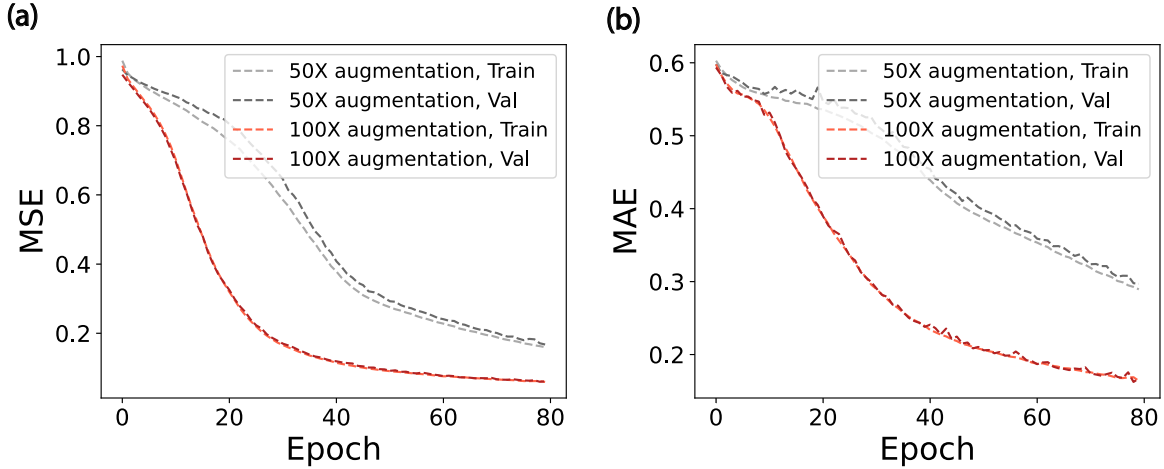 (a)
1.0
0.8
0.6
0.4
0.2
MSE
0 20 40 60 80
Epoch
50X augmentation, Train
50X augmentation, Val
100X augmentation, Train
100X augmentation, Val
(b)
0.6
0.5
0.4
0.3
0.2
MAE
0 20 40 60 80
Epoch
50X augmentation, Train
50X augmentation, Val
100X augmentation, Train
100X augmentation, Val